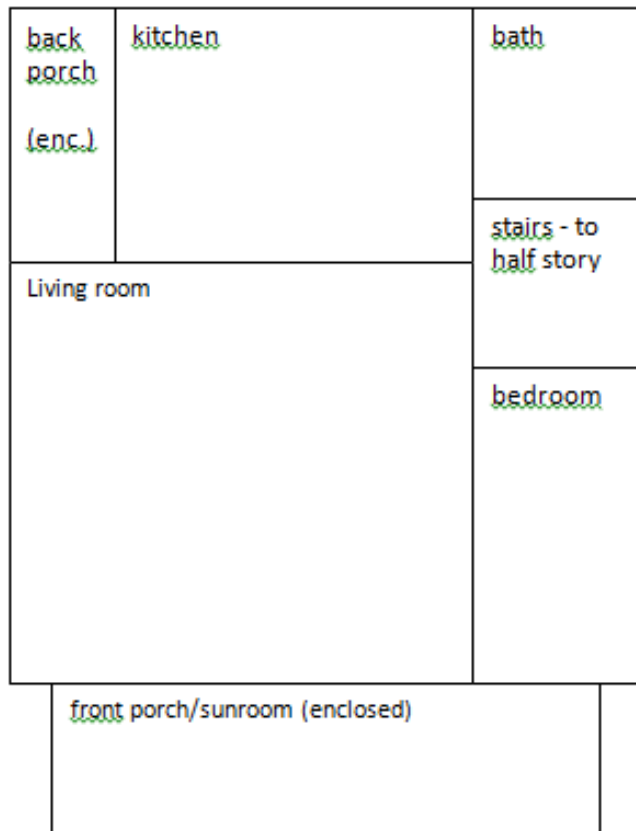 back
porch
(enc.)
kitchen
bath
stairs - to
half story
Living room
bedroom
front porch/sunroom (enclosed)